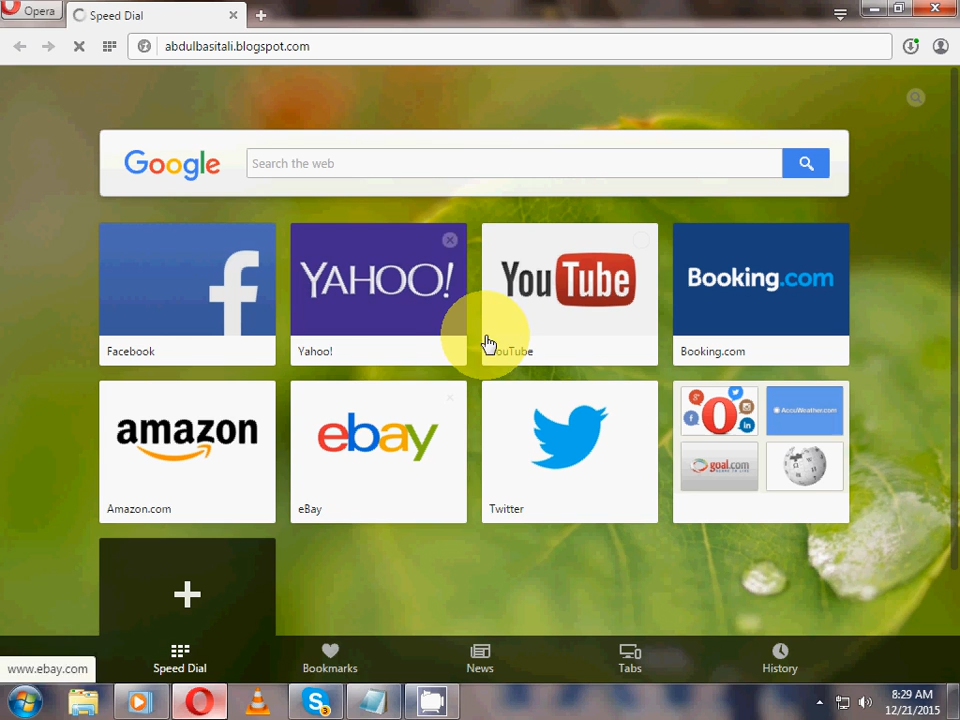 Opera
Speed Dial
abdulbasitali.blogspot.com
Google
Search the web
YAHOO!
YouTube
Booking.com
Facebook
Yahoo!
YouTube
Booking.com
amazon
ebay
AccuWeather.com
goal.com
Amazon.com
eBay
Twitter
Speed Dial
Bookmarks
News
Tabs
History
www.ebay.com
3
8:29 AM
12/21/2015